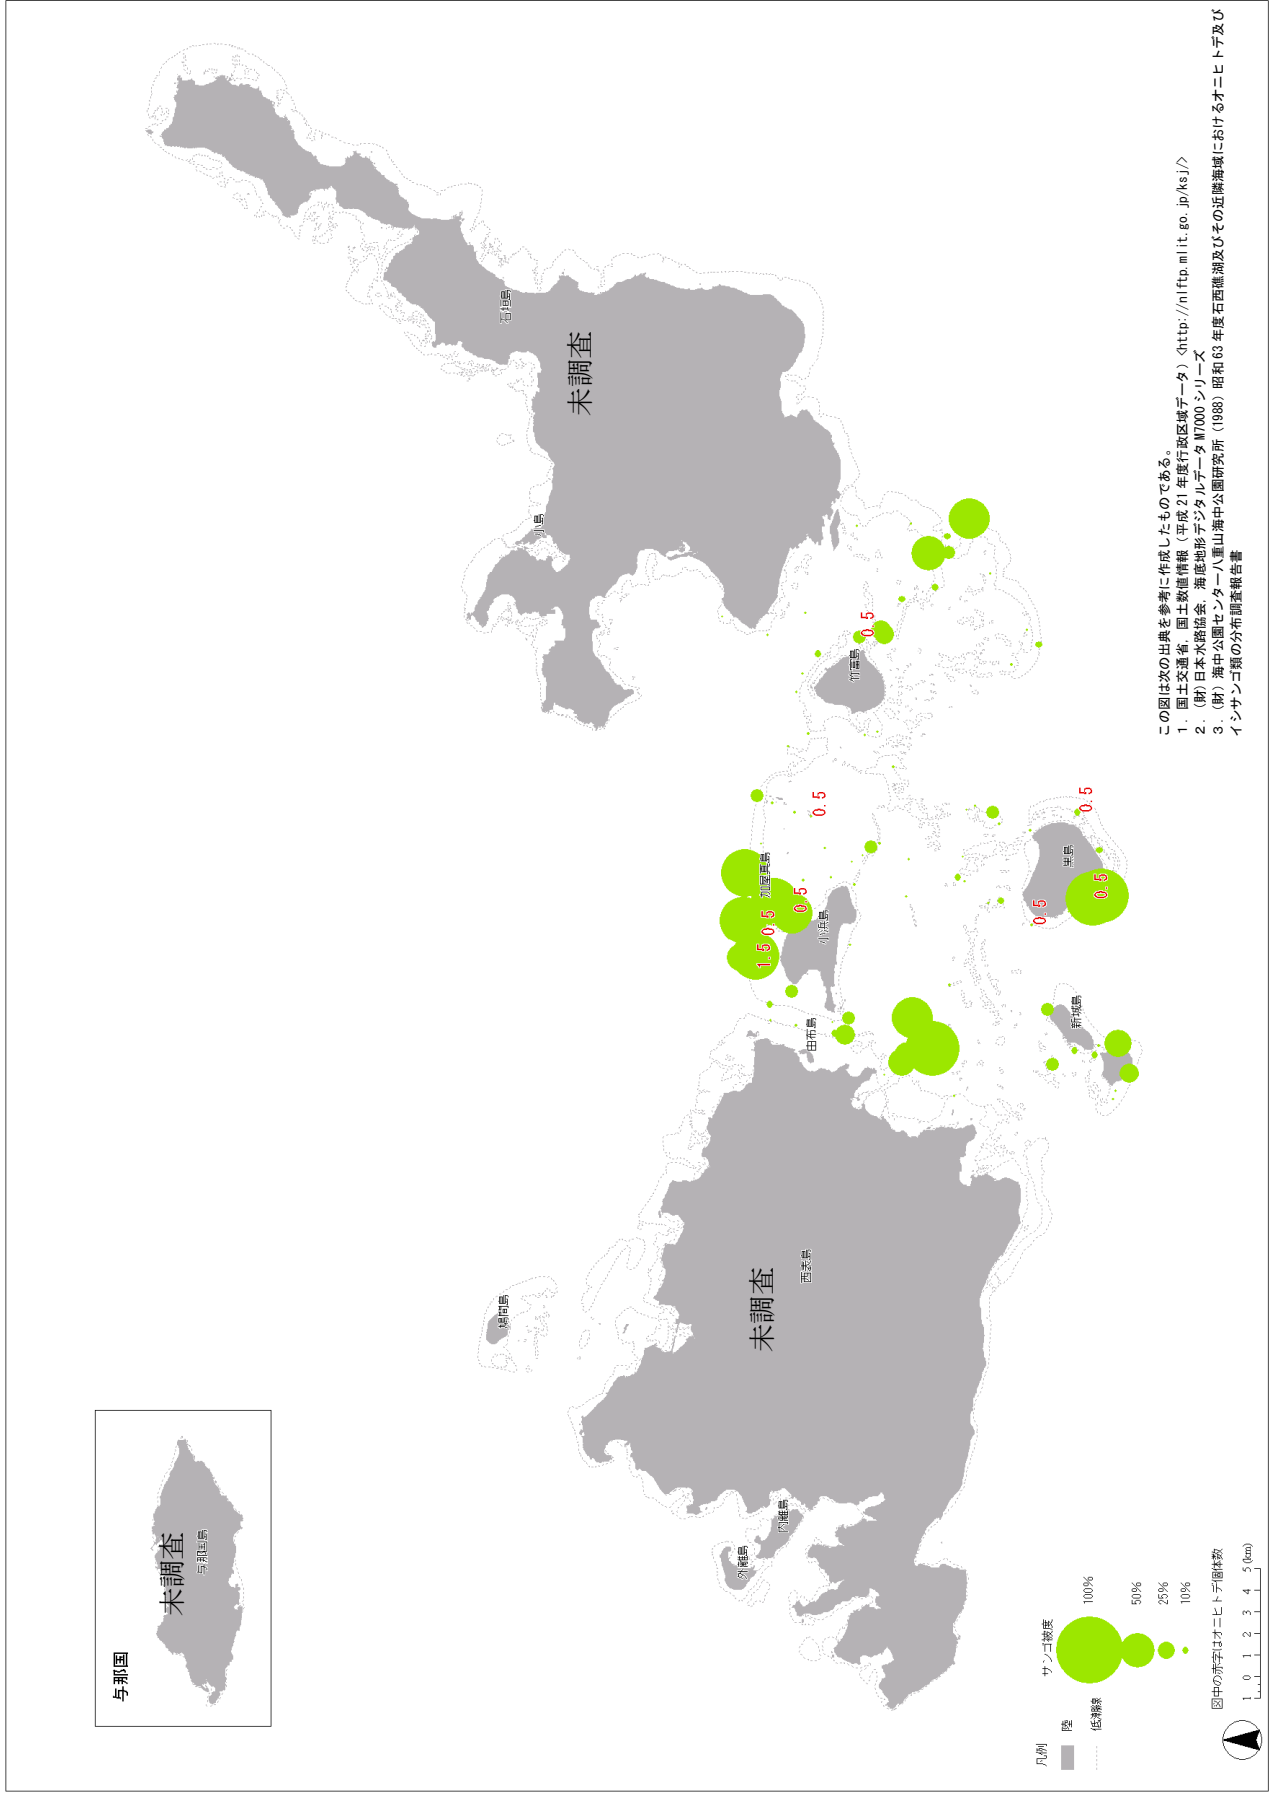 与那国
未調査
与那国島
鳩間島
外離島
内離島
未調査
西表島
由布島
小浜島
加屋真島
1.5
0.5
0.5
0.5
新城島
黒島
0.5
0.5
0.5
竹富島
0.5
小島
石垣島
未調査
凡例
陸
低潮線
サンゴ被度
100%
50%
25%
10%
図中の赤字はオニヒトデ個体数
1 0 1 2 3 4 5 (km)
この図は次の出典を参考に作成したものである。
1. 国土交通省, 国土数値情報 (平成 21 年度行政区域データ) <http://nlftp.mlit.go.jp/ksj/>
2. (財) 日本水路協会, 海底地形デジタルデータ M7000 シリーズ
3. (財) 海中公園センター八重山海中公園研究所 (1988) 昭和 63 年度石西礁湖及びその近隣海域におけるオニヒトデ及び
イシサンゴ類の分布調査報告書